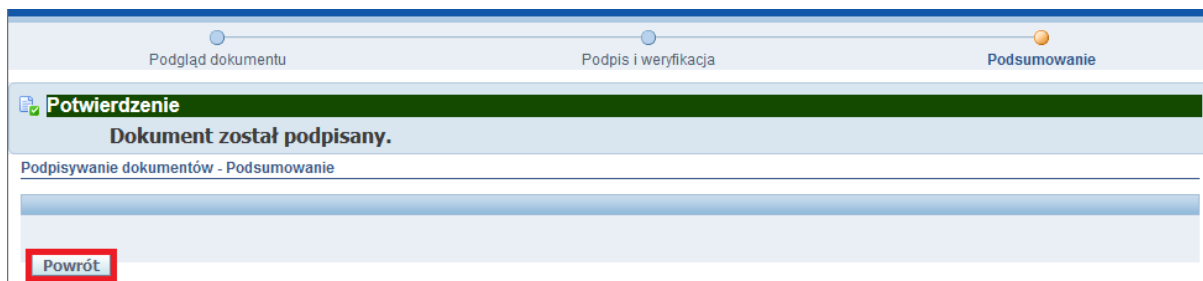 Podgląd dokumentu Podpis i weryfikacja Podsumowanie
Potwierdzenie
Dokument został podpisany.
Podpisywanie dokumentów - Podsumowanie
Powrót